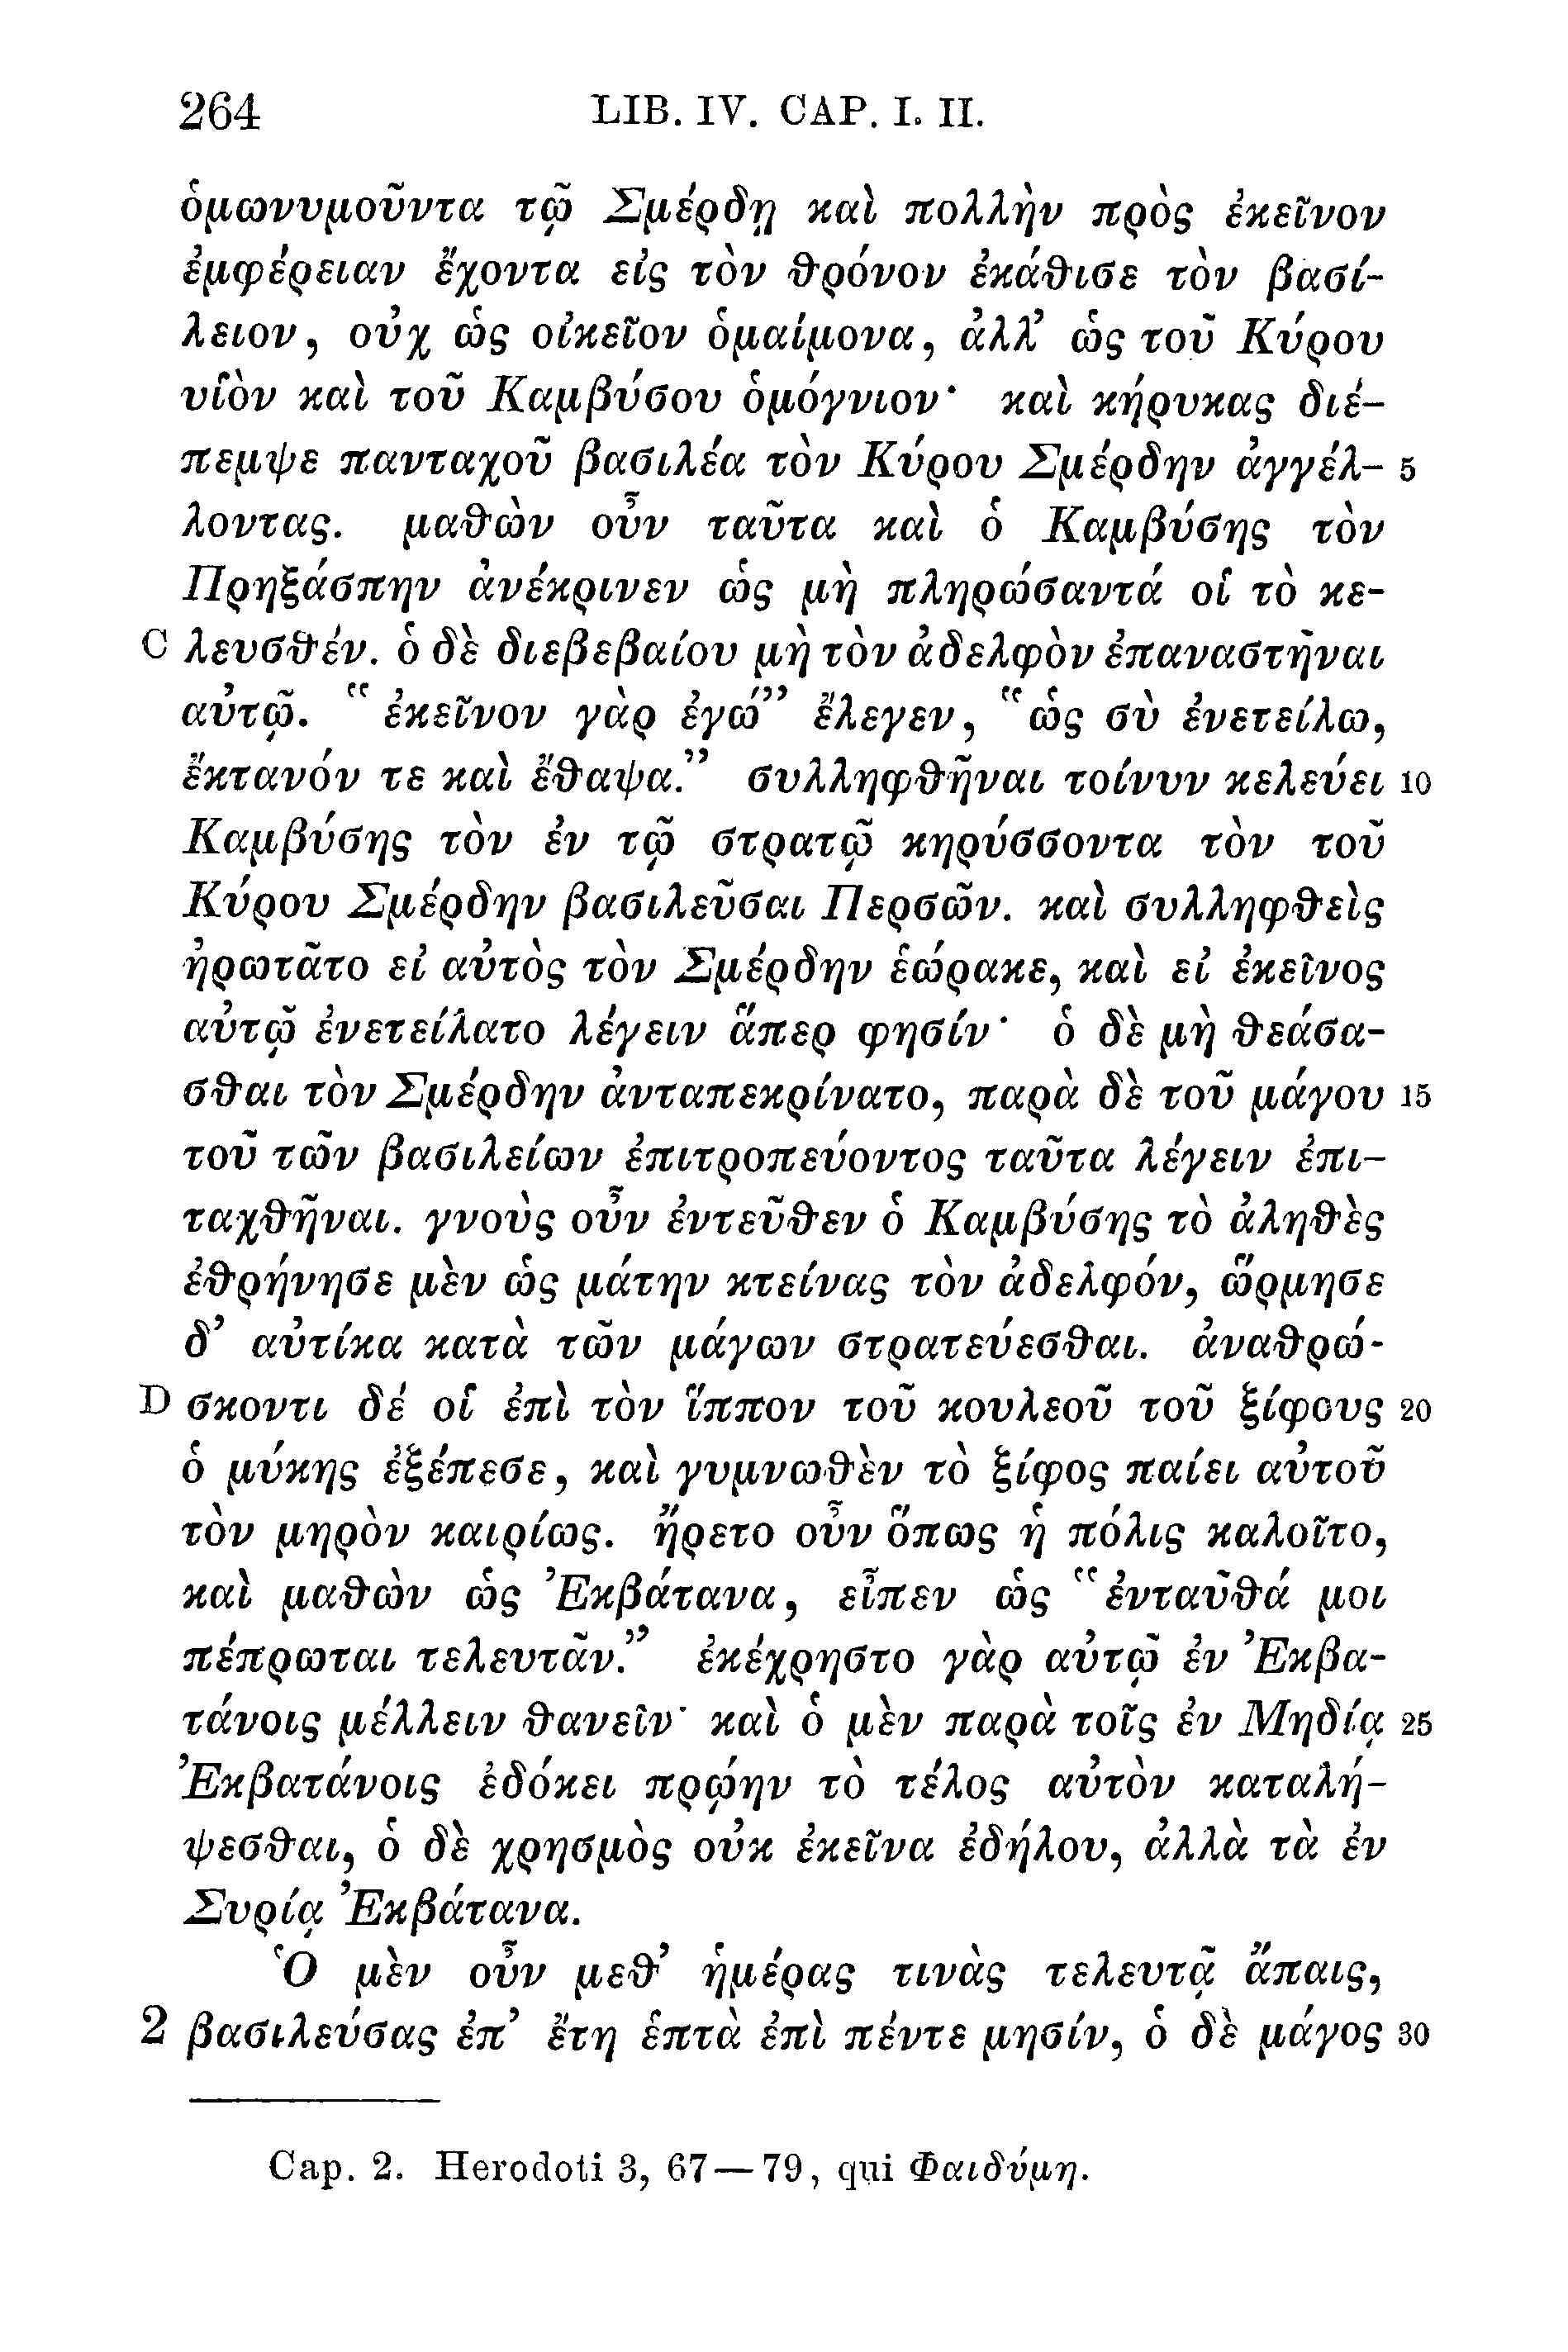 264 LIB. IV. CAP. I. II.
ὁμωνυμοῦντα τῷ Σμέρδῃ καὶ πολλὴν πρὸς ἐκεῖνον
ἐμφέρειαν ἔχοντα εἰς τὸν θρόνον ἐκάθισε τὸν βασί-
λειον, οὐχ ὡς οἰκεῖον ὁμαίμονα, ἀλλ᾽ ὡς τοῦ Κύρου
υἱὸν καὶ τοῦ Καμβύσου ὁμόγνιον· καὶ κήρυκας διέ-
πεμψε πανταχοῦ βασιλέα τὸν Κύρου Σμέρδην ἀγγέλ- 5
λοντας. μαθὼν οὖν ταῦτα καὶ ὁ Καμβύσης τὸν
Πρηξάσπην ἀνέκρινεν ὡς μὴ πληρώσαντά οἱ τὸ κε-
C λευσθέν. ὁ δὲ διεβεβαίου μὴ τὸν ἀδελφὸν ἐπαναστῆναι
αὐτῷ. "ἐκεῖνον γὰρ ἐγώ" ἔλεγεν, "ὡς σὺ ἐνετείλω,
ἔκτανόν τε καὶ ἔθαψα." συλληφθῆναι τοίνυν κελεύει 10
Καμβύσης τὸν ἐν τῷ στρατῷ κηρύσσοντα τὸν τοῦ
Κύρου Σμέρδην βασιλεῦσαι Περσῶν. καὶ συλληφθεὶς
ἠρωτᾶτο εἰ αὐτὸς τὸν Σμέρδην ἑώρακε, καὶ εἰ ἐκεῖνος
αὐτῷ ἐνετείλατο λέγειν ἅπερ φησίν· ὁ δὲ μὴ θεάσα-
σθαι τὸν Σμέρδην ἀνταπεκρίνατο, παρὰ δὲ τοῦ μάγου 15
τοῦ τῶν βασιλείων ἐπιτροπεύοντος ταῦτα λέγειν ἐπι-
ταχθῆναι. γνοὺς οὖν ἐντεῦθεν ὁ Καμβύσης τὸ ἀληθὲς
ἐθρήνησε μὲν ὡς μάτην κτείνας τὸν ἀδελφόν, ὥρμησε
δ᾽ αὐτίκα κατὰ τῶν μάγων στρατεύεσθαι. ἀναθρώ-
D σκοντι δέ οἱ ἐπὶ τὸν ἵππον τοῦ κουλεοῦ τοῦ ξίφους 20
ὁ μύκης ἐξέπεσε, καὶ γυμνωθὲν τὸ ξίφος παίει αὐτοῦ
τὸν μηρὸν καιρίως. ἤρετο οὖν ὅπως ἡ πόλις καλοῖτο,
καὶ μαθὼν ὡς Ἐκβάτανα, εἶπεν ὡς "ἐνταῦθά μοι
πέπρωται τελευτᾶν." ἐκέχρηστο γὰρ αὐτῷ ἐν Ἐκβα-
τάνοις μέλλειν θανεῖν· καὶ ὁ μὲν παρὰ τοῖς ἐν Μηδίᾳ 25
Ἐκβατάνοις ἐδόκει πρῴην τὸ τέλος αὐτὸν καταλή-
ψεσθαι, ὁ δὲ χρησμὸς οὐκ ἐκεῖνα ἐδήλου, ἀλλὰ τὰ ἐν
Συρίᾳ Ἐκβάτανα.
Ὁ μὲν οὖν μεθ᾽ ἡμέρας τινὰς τελευτᾷ ἄπαις,
2 βασιλεύσας ἐπ᾽ ἔτη ἑπτὰ ἐπὶ πέντε μησίν, ὁ δὲ μάγος 30
Cap. 2. Herodoti 3, 67—79, qui Φαιδύμη.